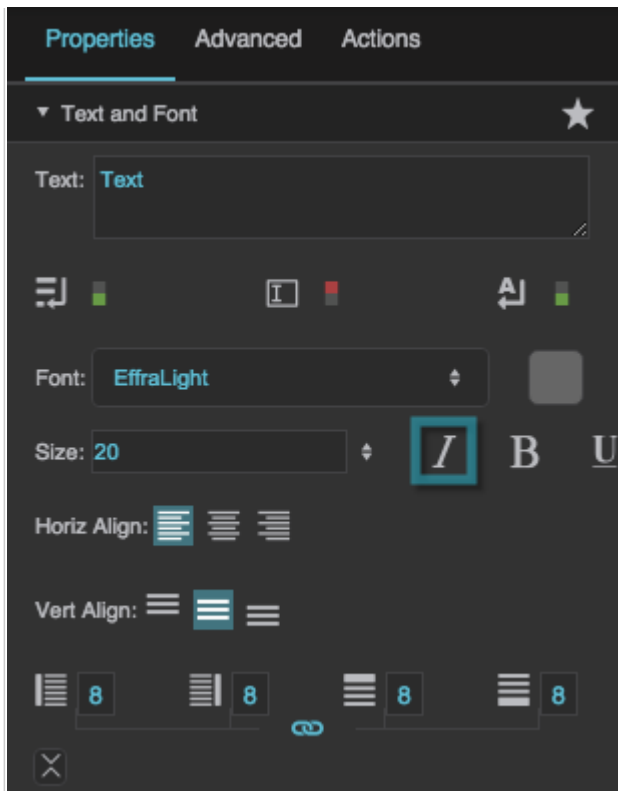 Properties Advanced Actions
Text and Font
Text: Text
Font: EffraLight
Size: 20 I B U
Horiz Align:
Vert Align:
8 8 8 8